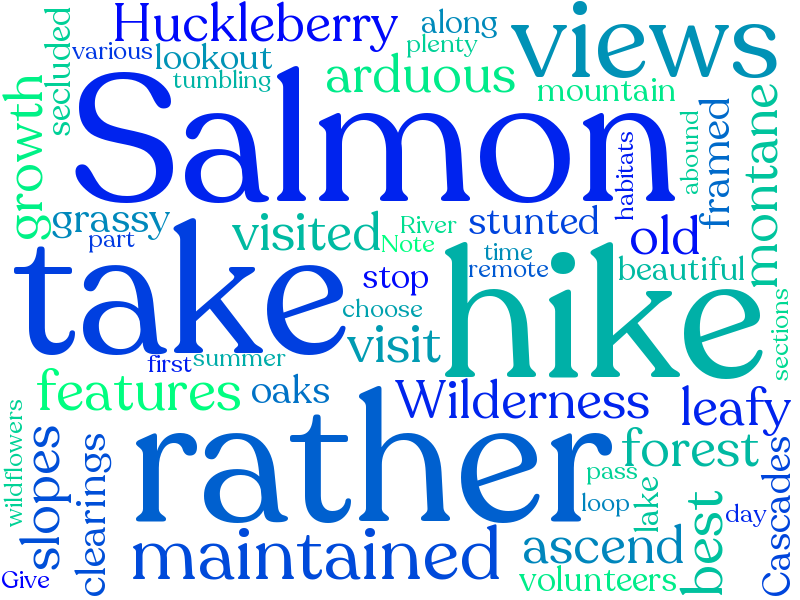 Huckleberry
along
views
secluded
various
lookout
plenty
tumbling
arduous
mountain
growth
Salmon
montane
framed
abound
habitats
grassy
part
visited
River
Note
stunted
old
take
hike
time
remote
beautiful
stop
choose
sections
first
summer
visit
features
oaks
Wilderness
leafy
wildflowers
slopes
clearings
rather
forest
Cascades
pass
loop
lake
best
day
maintained
ascend
Give
volunteers